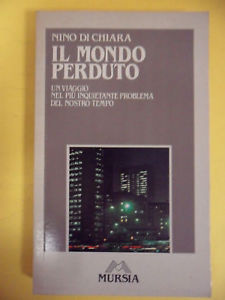 NINO DI CHIARA
IL MONDO
PERDUTO
UN VIAGGIO
NEL PIÙ INQUIETANTE PROBLEMA
DEL NOSTRO TEMPO
MURSIA